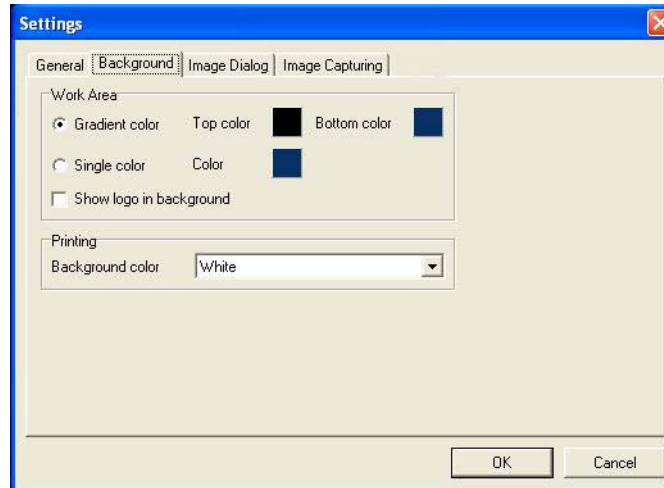 Settings
General Background Image Dialog Image Capturing
Work Area
Gradient color Top color Bottom color
Single color Color
Show logo in background
Printing
Background color White
OK Cancel